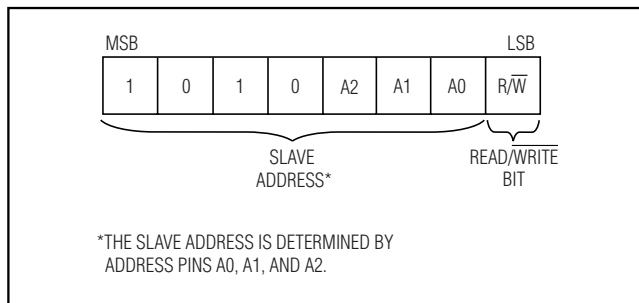 MSB LSB
1 0 1 0 A2 A1 A0 R/W̅
SLAVE READ/W̅R̅I̅T̅E̅
ADDRESS* BIT
*THE SLAVE ADDRESS IS DETERMINED BY
ADDRESS PINS A0, A1, AND A2.